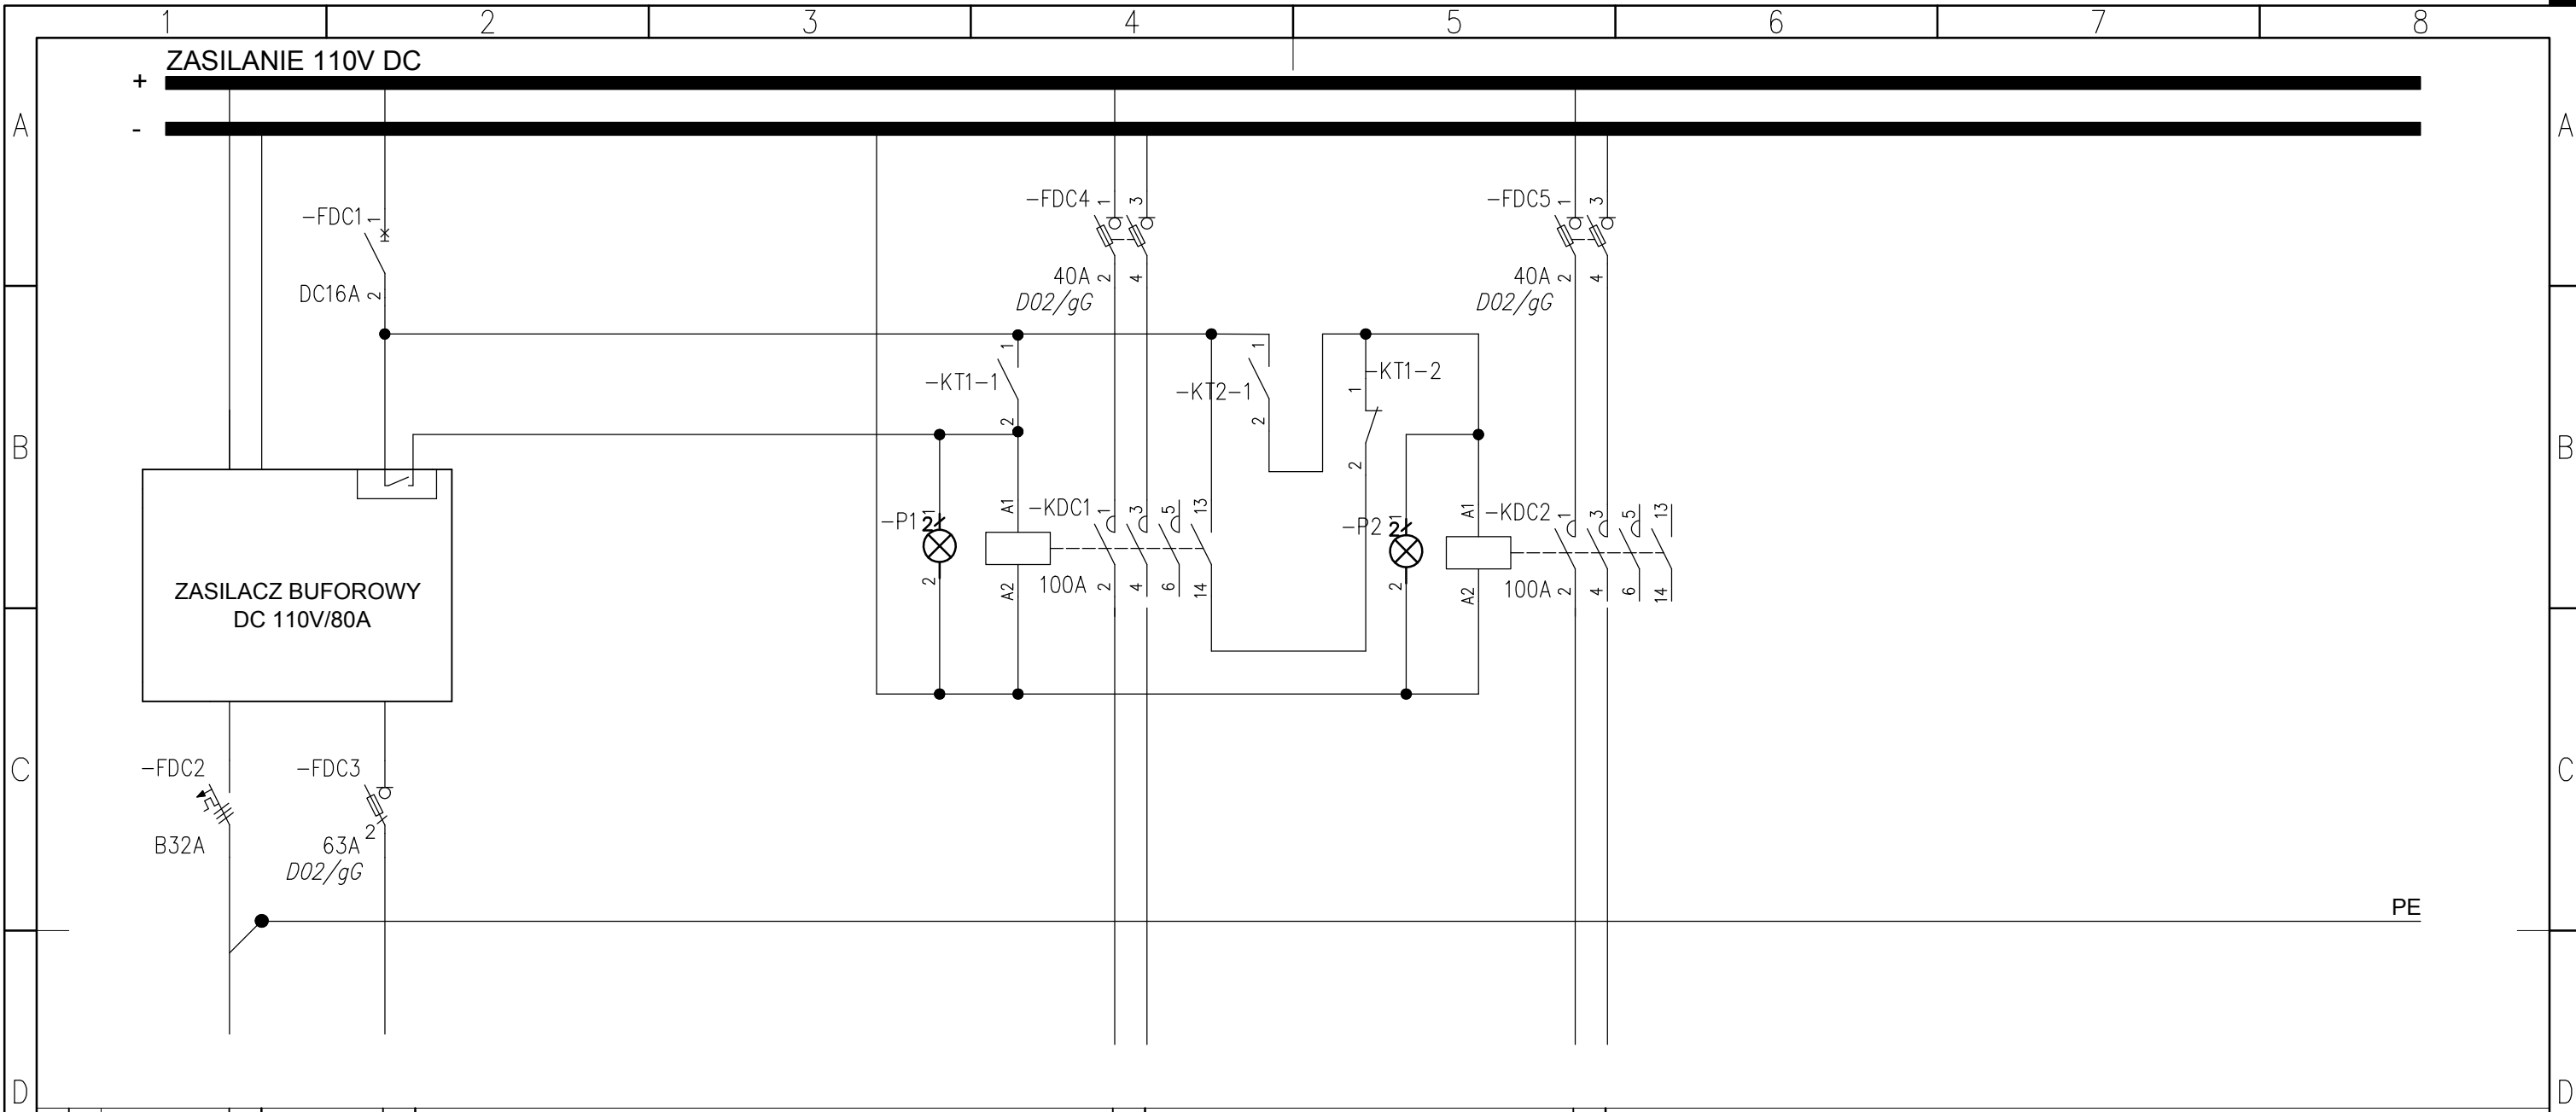 1 2 3 4 5 6 7 8
ZASILANIE 110V DC
+
A A
-
-FDC1 1
DC16A 2
-FDC4 1 3
40A 2 4
D02/gG
-FDC5 1 3
40A 2 4
D02/gG
-KT1-1 1
2
-KT2-1 1
2
-KT1-2
1
2
B B
-P1 2 1
2
A1
A2
-KDC1 1 3 5 13
100A 2 4 6 14
-P2 2 1
2
A1
A2
-KDC2 1 3 5 13
100A 2 4 6 14
ZASILACZ BUFOROWY
DC 110V/80A
C C
-FDC2
B32A
-FDC3
63A 2
D02/gG
PE
D D